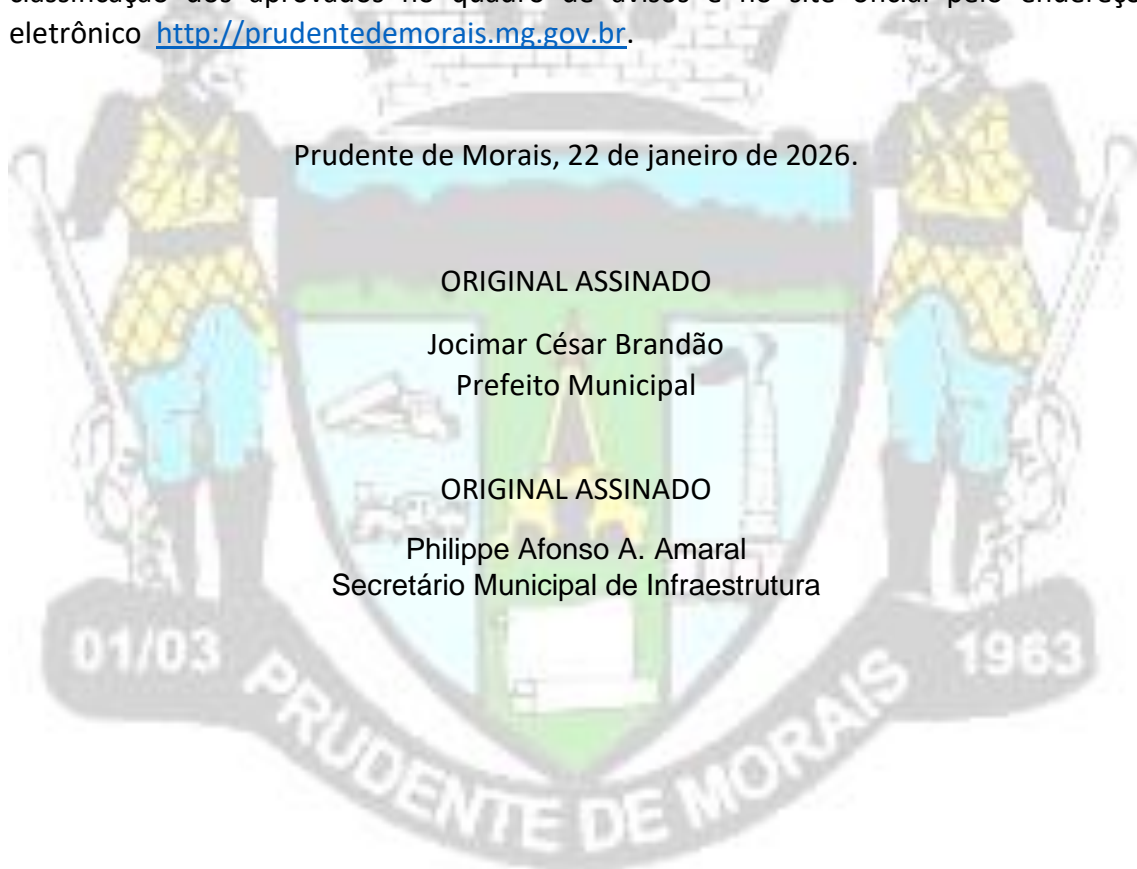 classificação dos aprovados no quadro de avisos e no site oficial pelo endereço
eletrônico http://prudentedemorais.mg.gov.br.
Prudente de Morais, 22 de janeiro de 2026.
ORIGINAL ASSINADO
Jocimar César Brandão
Prefeito Municipal
ORIGINAL ASSINADO
Philippe Afonso A. Amaral
Secretário Municipal de Infraestrutura
01/03 PRUDENTE DE MORAIS 1963